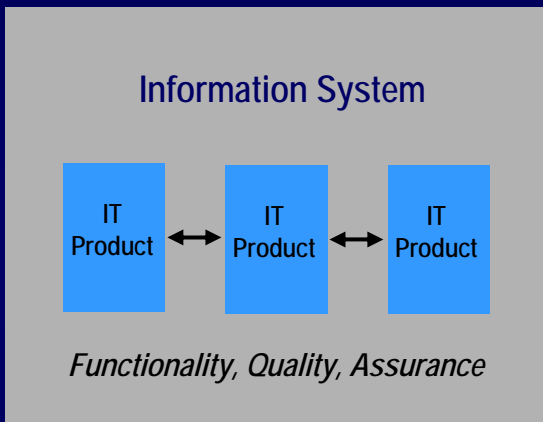 Information System
IT
Product
IT
Product
IT
Product
Functionality, Quality, Assurance